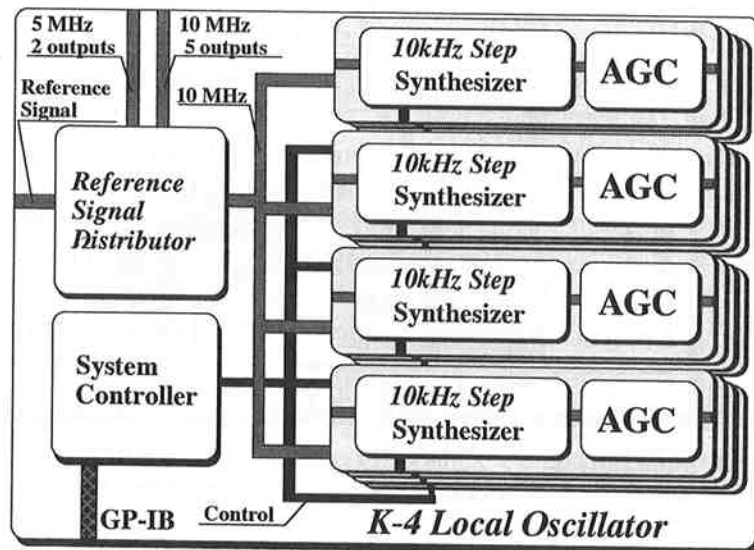 5 MHz
2 outputs
10 MHz
5 outputs
Reference
Signal
10 MHz
Reference
Signal
Distributor
System
Controller
GP-IB
Control
10kHz Step
Synthesizer
AGC
10kHz Step
Synthesizer
AGC
10kHz Step
Synthesizer
AGC
10kHz Step
Synthesizer
AGC
K-4 Local Oscillator